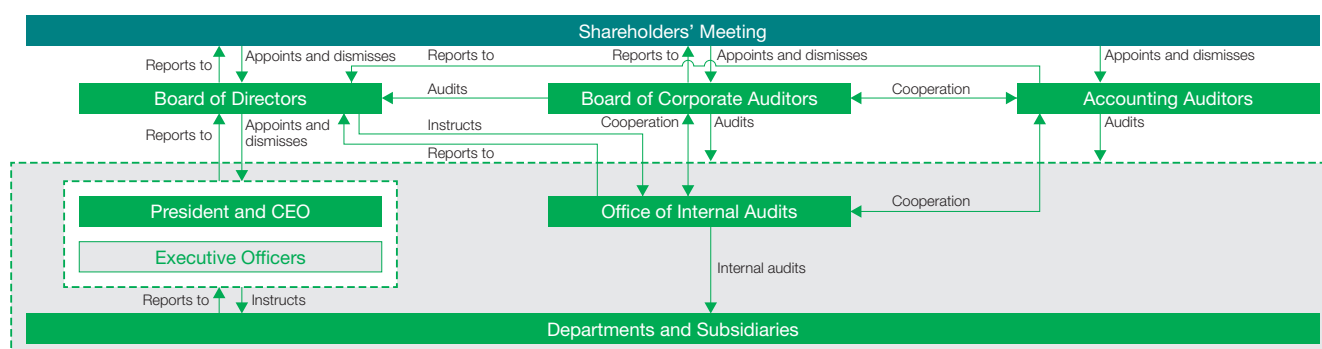 Shareholders' Meeting
Reports to
Appoints and dismisses
Reports to
Reports to
Appoints and dismisses
Appoints and dismisses
Board of Directors
Audits
Board of Corporate Auditors
Cooperation
Accounting Auditors
Reports to
Appoints and
dismisses
Instructs
Reports to
Cooperation
Audits
Audits
President and CEO
Office of Internal Audits
Cooperation
Executive Officers
Internal audits
Reports to
Instructs
Departments and Subsidiaries